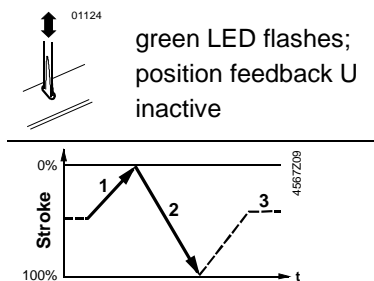 01124
green LED flashes;
position feedback U
inactive
0%
Stroke
100%
1
2
3
t
4567Z09